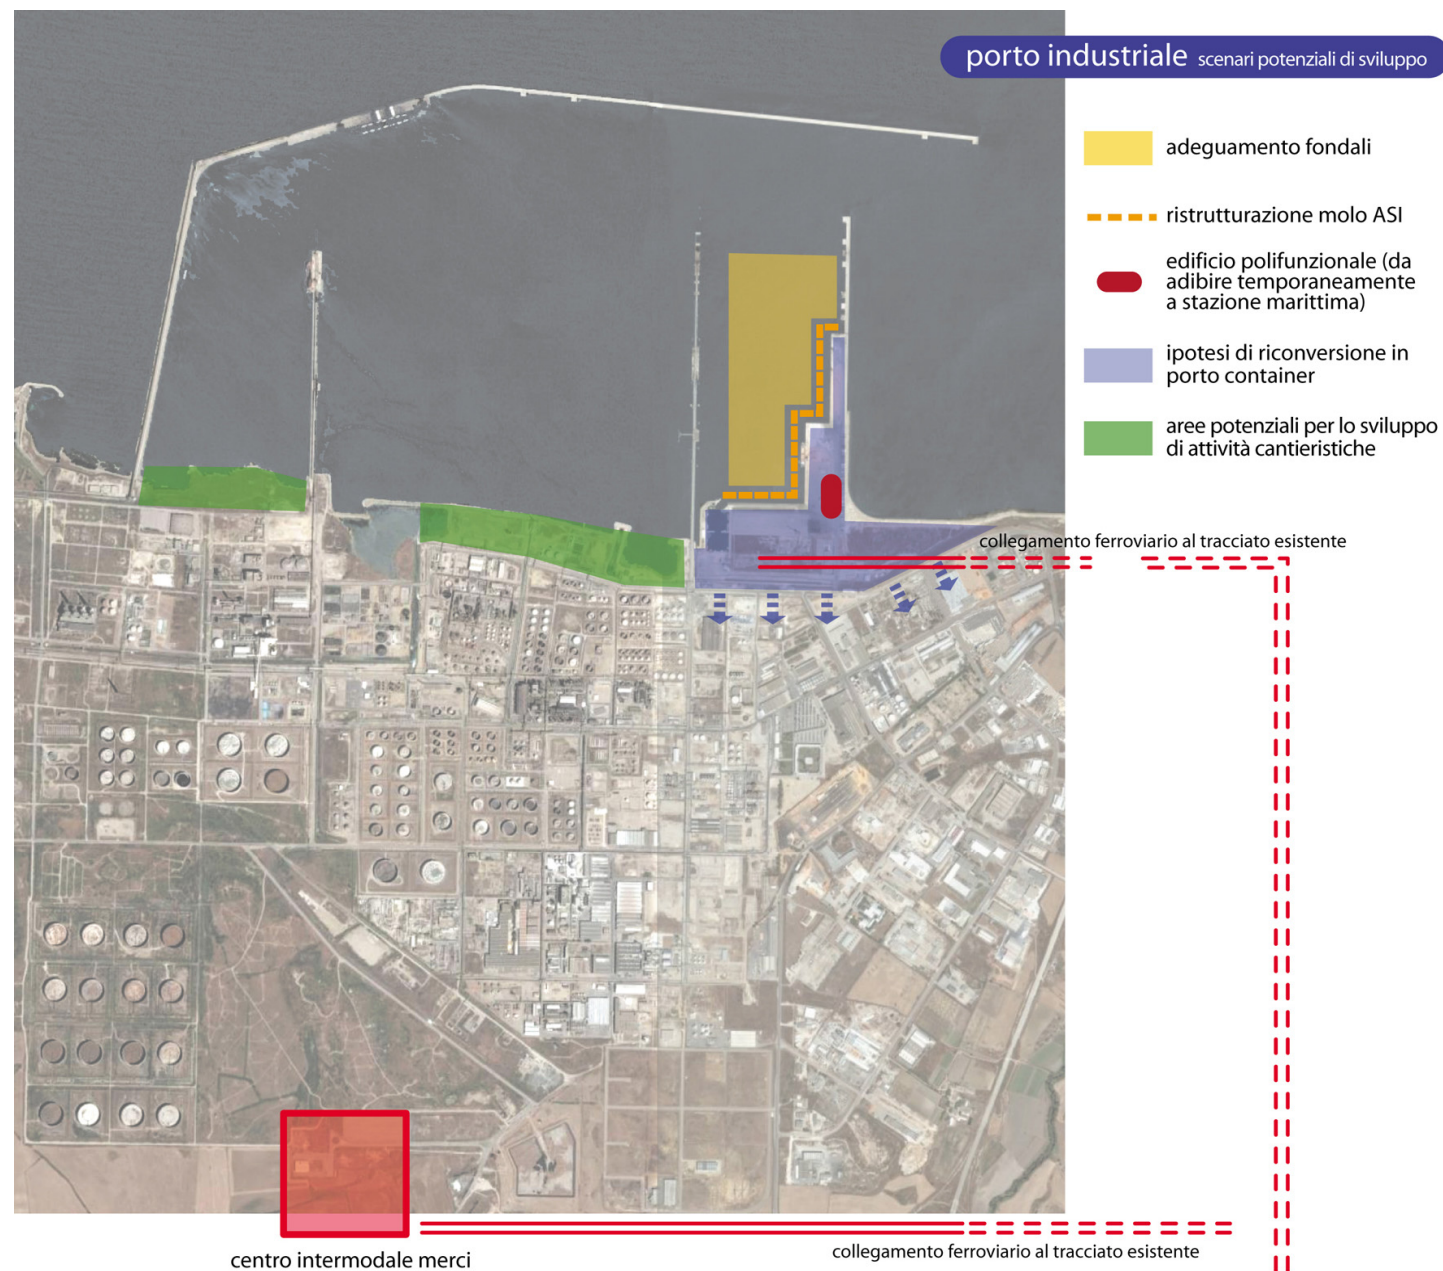 porto industriale scenari potenziali di sviluppo
adeguamento fondali
ristrutturazione molo ASI
edificio polifunzionale (da
adibire temporaneamente
a stazione marittima)
ipotesi di riconversione in
porto container
aree potenziali per lo sviluppo
di attività cantieristiche
collegamento ferroviario al tracciato esistente
collegamento ferroviario al tracciato esistente
centro intermodale merci